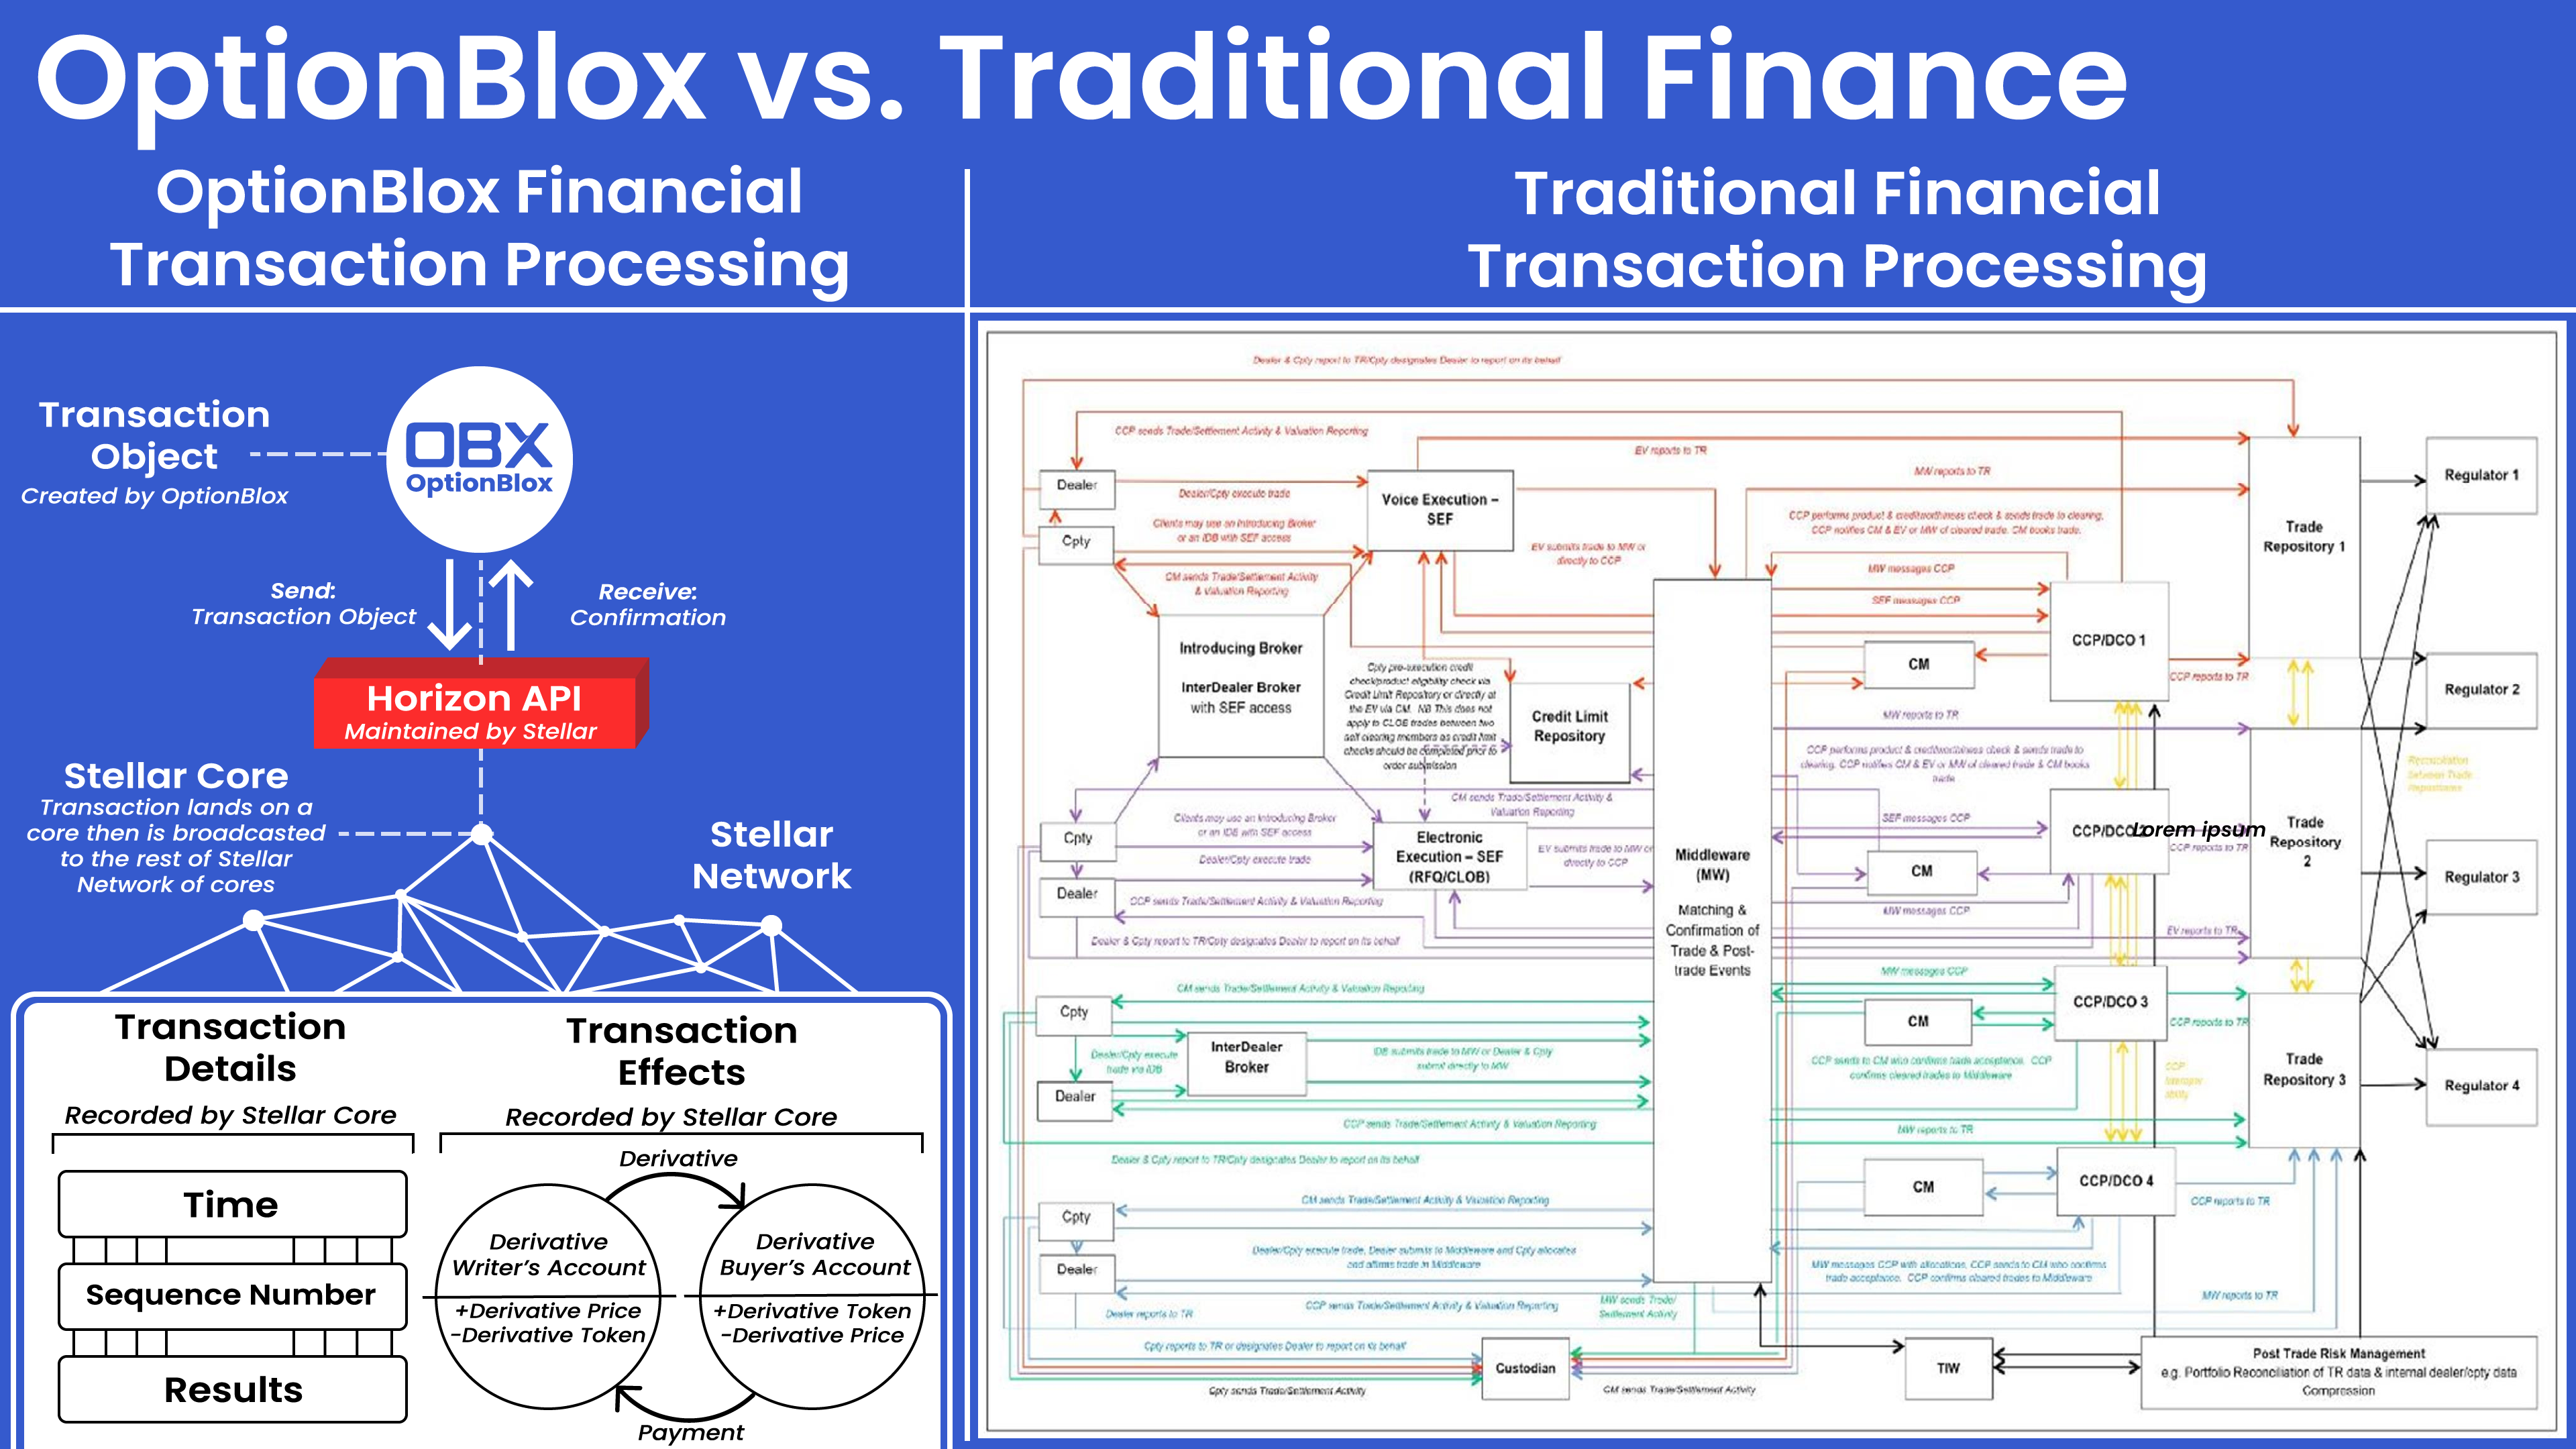 OptionBlox vs. Traditional Finance
OptionBlox Financial
Transaction Processing
Traditional Financial
Transaction Processing
Transaction
Object
Created by OptionBlox
OBX
OptionBlox
Send:
Transaction Object
Receive:
Confirmation
Horizon API
Maintained by Stellar
Stellar Core
Transaction lands on a
core then is broadcasted
to the rest of Stellar
Network of cores
Stellar
Network
Transaction
Details
Recorded by Stellar Core
Time
Sequence Number
Results
Transaction
Effects
Recorded by Stellar Core
Derivative
Derivative
Writer's Account
+Derivative Price
-Derivative Token
Derivative
Buyer's Account
+Derivative Token
-Derivative Price
Payment
Dealer & Cpty report to TR/Cpty designates Dealer to report on its behalf
CCP sends Trade/Settlement Activity & Valuation Reporting
EV reports to TR
MW reports to TR
Dealer
Dealer/Cpty execute trade
Voice Execution –
SEF
Clients may use an Introducing Broker
or an IDB with SEF access
Cpty
CM sends Trade/Settlement Activity
& Valuation Reporting
EV submits trade to MW or
directly to CCP
CCP performs product & creditworthiness check & sends trade to clearing.
CCP notifies CM & EV or MW of cleared trade. CM books trade.
MW messages CCP
SEF messages CCP
CCP/DCO 1
CM
CCP reports to TR
Trade
Repository 1
Regulator 1
Regulator 2
Introducing Broker
InterDealer Broker
with SEF access
Cpty pre-execution credit
check/product eligibility check via
Credit Limit Repository or directly at
the EV via CM. NB This does not
apply to CLOB trades between two
self clearing members as credit limit
checks should be completed prior to
order submission
Credit Limit
Repository
MW reports to TR
CCP performs product & creditworthiness check & sends trade to
clearing. CCP notifies CM & EV or MW of cleared trade & CM books
trade.
Reconciliation
between Trade
Repositories
CM sends Trade/Settlement Activity &
Valuation Reporting
Clients may use an Introducing Broker
or an IDB with SEF access
Cpty
Dealer/Cpty execute trade
Dealer
Electronic
Execution – SEF
(RFQ/CLOB)
EV submits trade to MW or
directly to CCP
CCP sends Trade/Settlement Activity & Valuation Reporting
Dealer & Cpty report to TR/Cpty designates Dealer to report on its behalf
Middleware
(MW)
Matching &
Confirmation of
Trade & Post-
trade Events
SEF messages CCP
CCP/DCO
Lorem ipsum
CCP reports to TR
CM
MW messages CCP
EV reports to TR
Trade
Repository
2
Regulator 3
CM sends Trade/Settlement Activity & Valuation Reporting
Cpty
Dealer/Cpty execute
trade via IDB
InterDealer
Broker
IDB submits trade to MW or Dealer & Cpty
submit directly to MW
Dealer
CCP sends Trade/Settlement Activity & Valuation Reporting
Dealer & Cpty report to TR/Cpty designates Dealer to report on its behalf
MW messages CCP
CM
CCP/DCO 3
CCP reports to TR
CCP sends to CM who confirms trade acceptance. CCP
confirms cleared trades to Middleware
CCP
MW reports to TR
Trade
Repository 3
Regulator 4
CM sends Trade/Settlement Activity & Valuation Reporting
Cpty
Dealer/Cpty execute trade, Dealer submits to Middleware and Cpty allocates
and affirms trade in Middleware
Dealer
Dealer reports to TR
CCP sends Trade/Settlement Activity & Valuation Reporting
MW sends Trade/
Settlement Activity
CM
CCP/DCO 4
CCP reports to TR
MW messages CCP with allocations, CCP sends to CM who confirms
trade acceptance. CCP confirms cleared trades to Middleware
MW reports to TR
Cpty reports to TR or designates Dealer to report on its behalf
Cpty sends Trade/Settlement Activity
Custodian
CM sends Trade/Settlement Activity
TIW
Post Trade Risk Management
e.g. Portfolio Reconciliation of TR data & internal dealer/cpty data
Compression